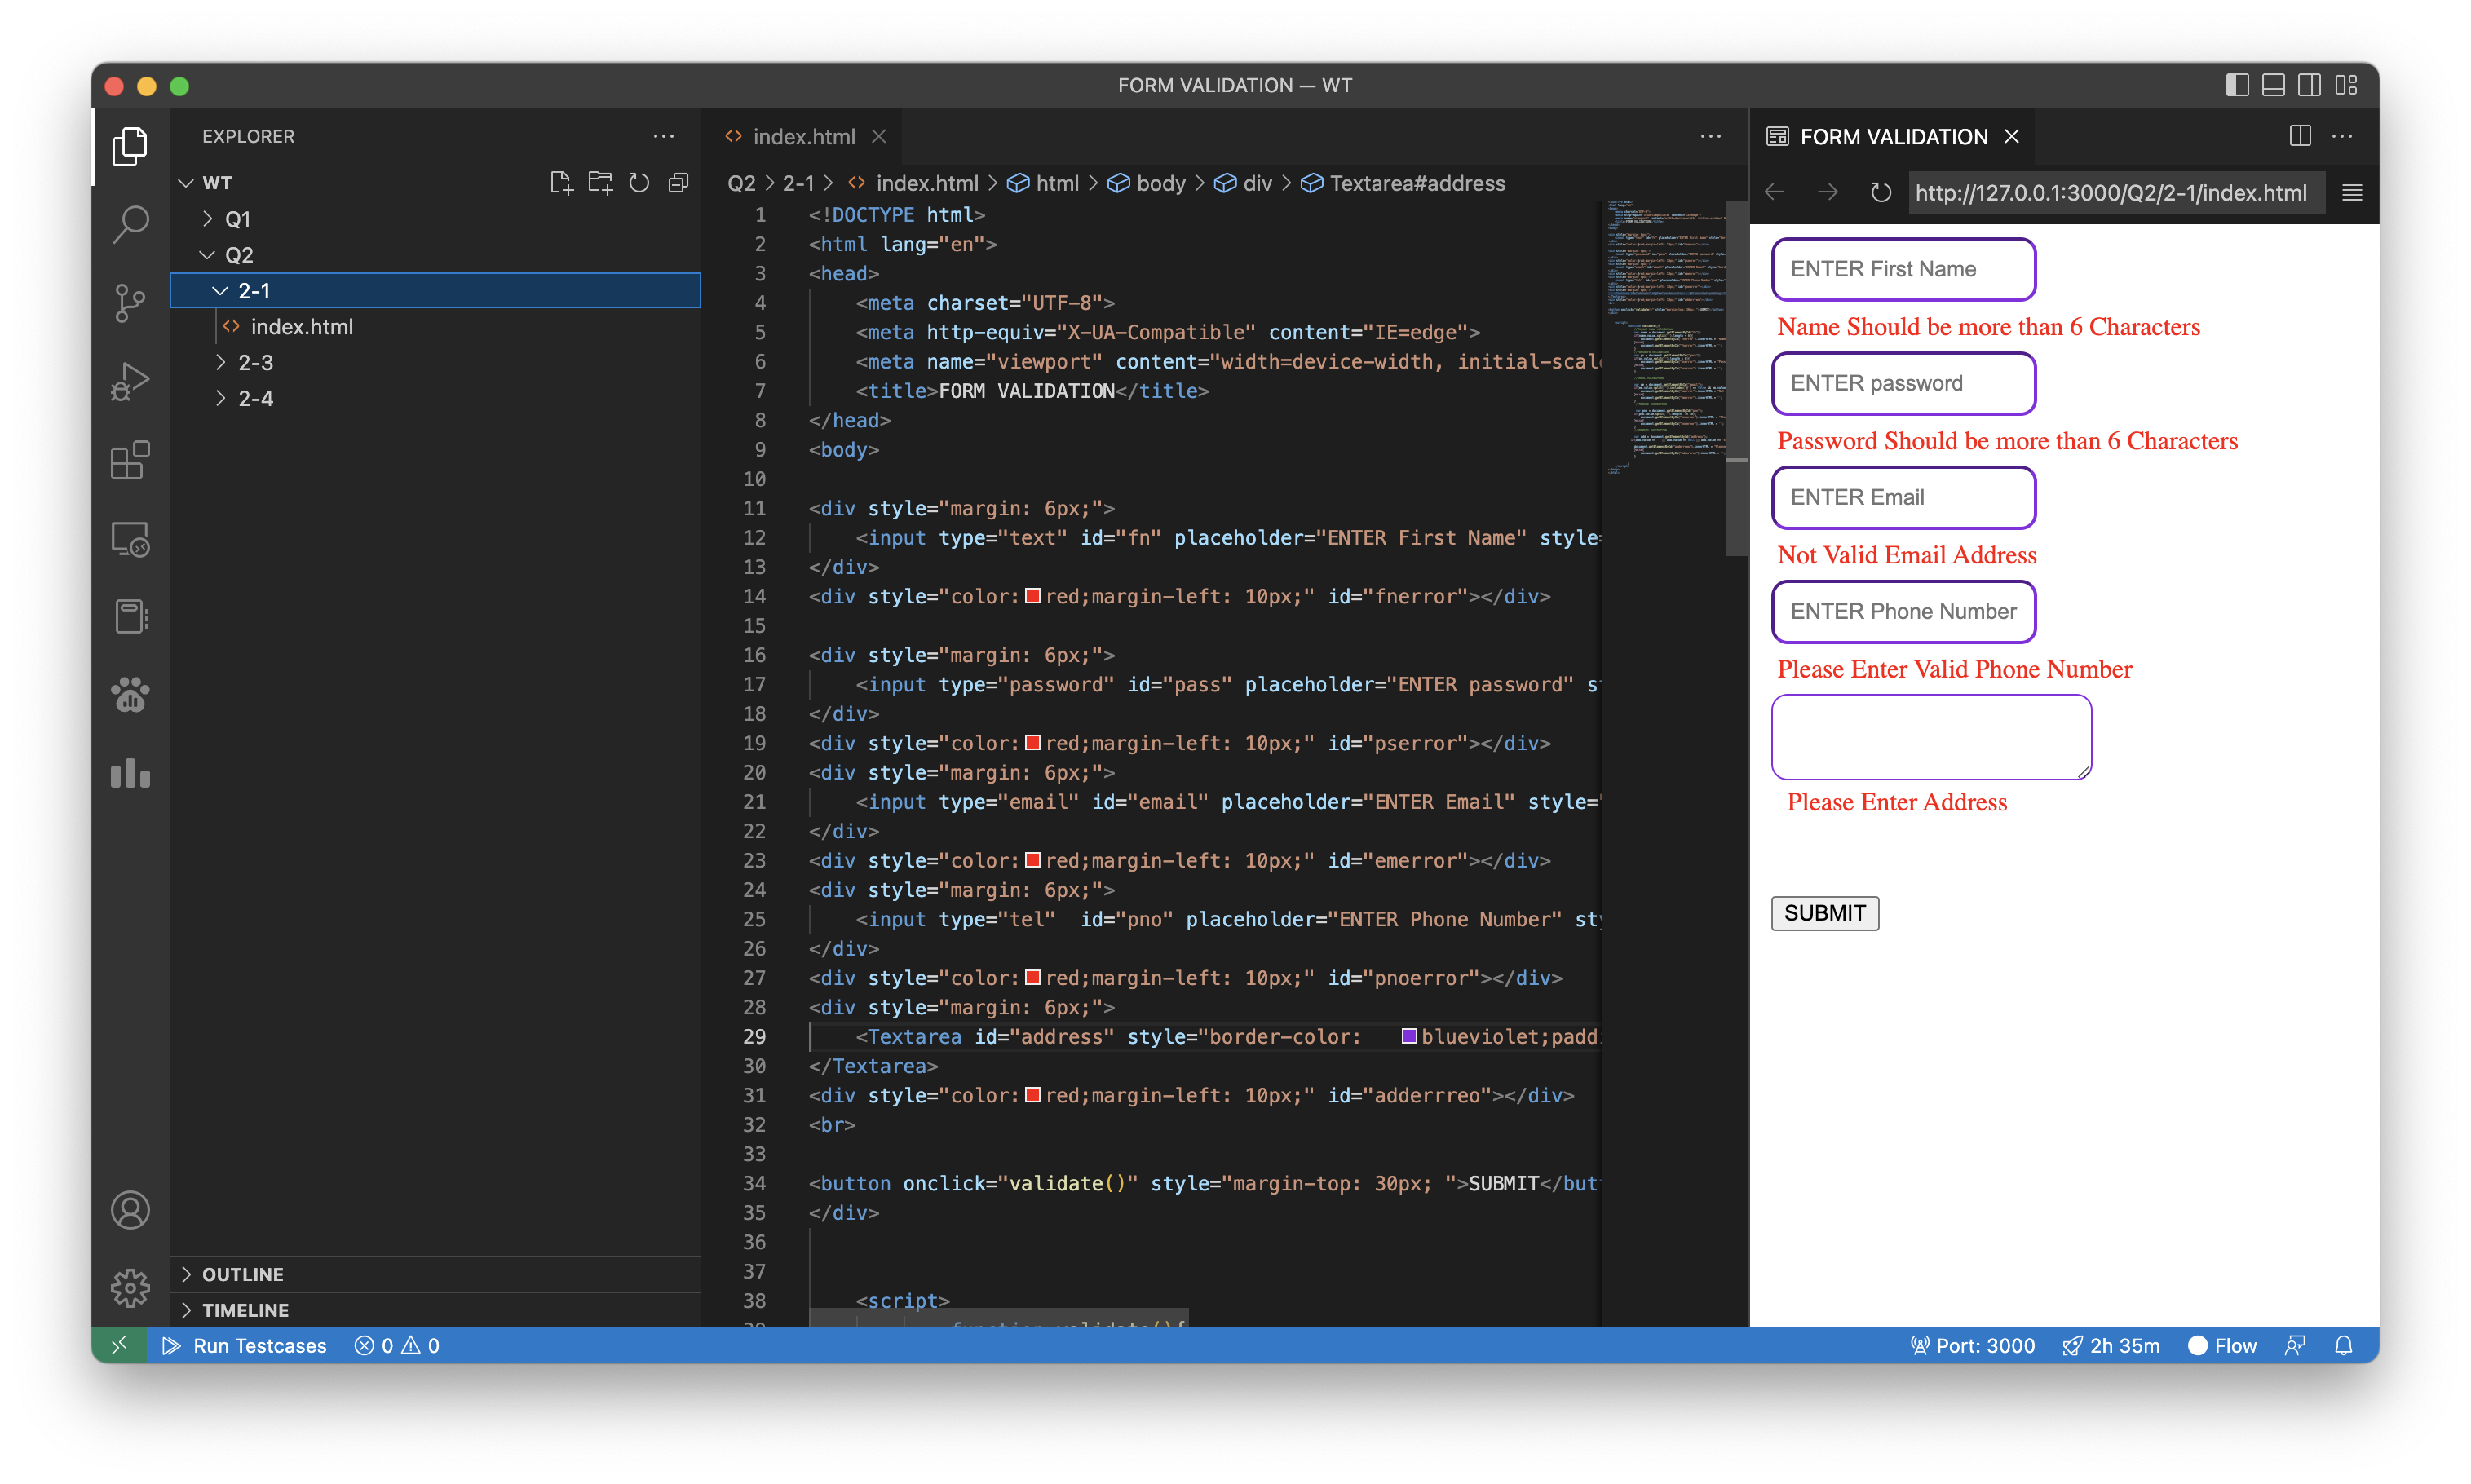 FORM VALIDATION — WT
EXPLORER
WT
Q1
Q2
2-1
index.html
2-3
2-4
OUTLINE
TIMELINE
index.html
Q2 > 2-1 > index.html > html > body > div > Textarea#address
1 <!DOCTYPE html>
2 <html lang="en">
3 <head>
4 <meta charset="UTF-8">
5 <meta http-equiv="X-UA-Compatible" content="IE=edge">
6 <meta name="viewport" content="width=device-width, initial-scal
7 <title>FORM VALIDATION</title>
8 </head>
9 <body>
10
11 <div style="margin: 6px;">
12 <input type="text" id="fn" placeholder="ENTER First Name" style=
13 </div>
14 <div style="color:red;margin-left: 10px;" id="fnerror"></div>
15
16 <div style="margin: 6px;">
17 <input type="password" id="pass" placeholder="ENTER password" s
18 </div>
19 <div style="color:red;margin-left: 10px;" id="pserror"></div>
20 <div style="margin: 6px;">
21 <input type="email" id="email" placeholder="ENTER Email" style="
22 </div>
23 <div style="color:red;margin-left: 10px;" id="emerror"></div>
24 <div style="margin: 6px;">
25 <input type="tel"  id="pno" placeholder="ENTER Phone Number" st
26 </div>
27 <div style="color:red;margin-left: 10px;" id="pnoerror"></div>
28 <div style="margin: 6px;">
29 <Textarea id="address" style="border-color:   blueviolet;padd
30 </Textarea>
31 <div style="color:red;margin-left: 10px;" id="adderrreo"></div>
32 <br>
33
34 <button onclick="validate()" style="margin-top: 30px; ">SUBMIT</but
35 </div>
36
37
38 <script>
39 function validate(){
FORM VALIDATION
http://127.0.0.1:3000/Q2/2-1/index.html
ENTER First Name
Name Should be more than 6 Characters
ENTER password
Password Should be more than 6 Characters
ENTER Email
Not Valid Email Address
ENTER Phone Number
Please Enter Valid Phone Number
Please Enter Address
SUBMIT
Run Testcases 0 0 Port: 3000 2h 35m Flow